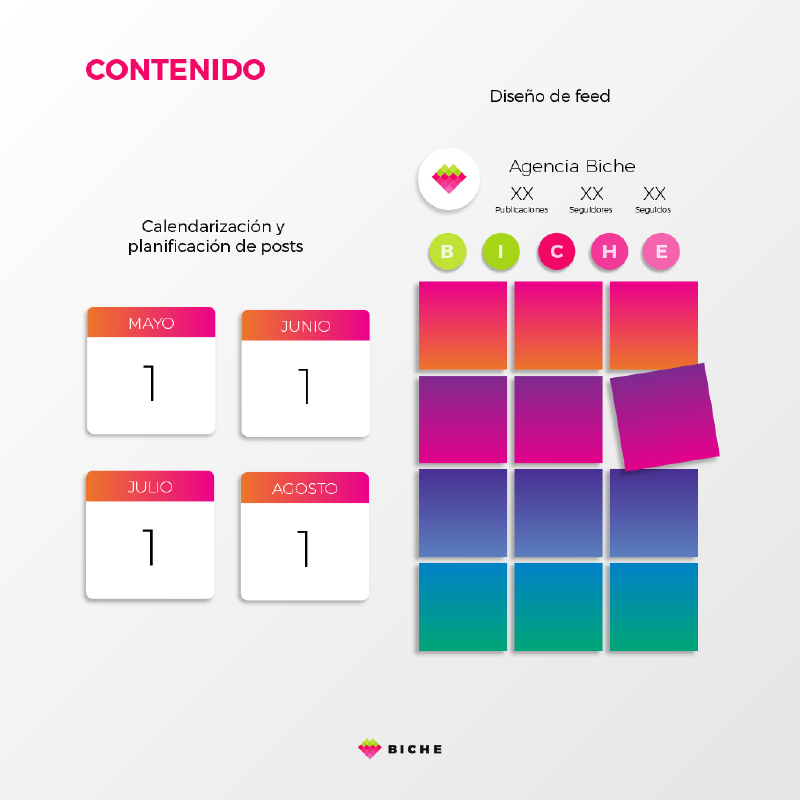 CONTENIDO
Diseño de feed
Agencia Biche
XX XX XX
Publicaciones Seguidores Seguidos
B I C H E
Calendarización y
planificación de posts
MAYO
1
JUNIO
1
JULIO
1
AGOSTO
1
BICHE